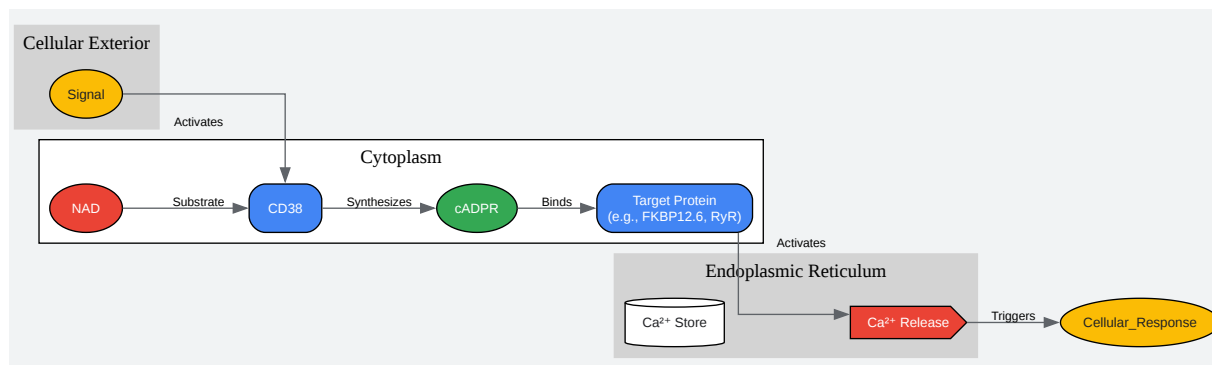 Cellular Exterior
Signal
Activates
Cytoplasm
NAD
Substrate
CD38
Synthesizes
cADPR
Binds
Target Protein
(e.g., FKBP12.6, RyR)
Activates
Endoplasmic Reticulum
Ca²⁺ Store
Ca²⁺ Release
Triggers
Cellular_Response